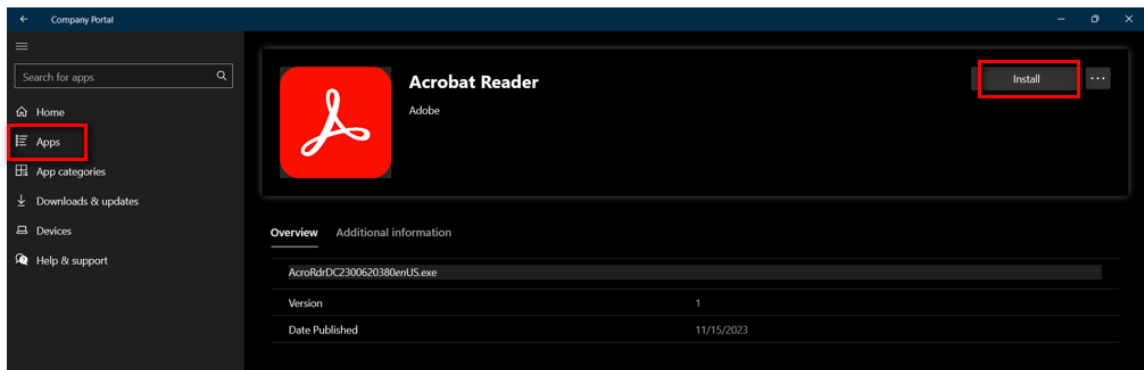 Company Portal
Search for apps
Home
Apps
App categories
Downloads & updates
Devices
Help & support
Acrobat Reader
Adobe
Install
Overview Additional information
AcroRdrDC2300620380enUS.exe
Version 1
Date Published 11/15/2023